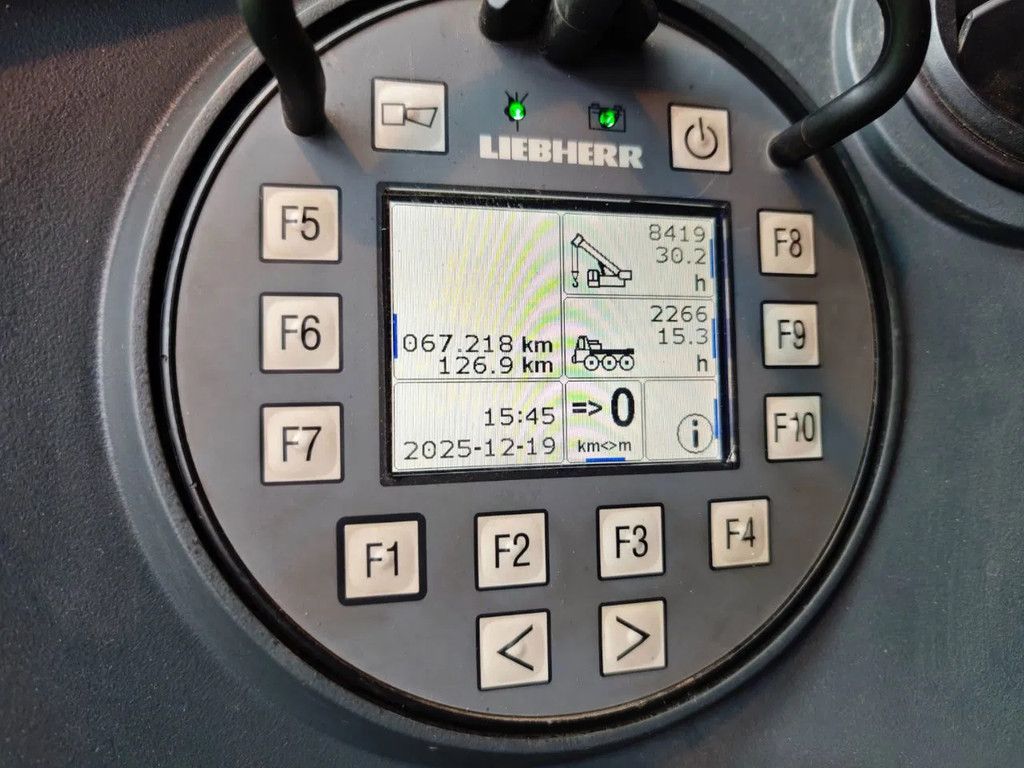 LIEBHERR
F5
F6
F7
8419
30.2
h
067.218 km
126.9 km
2266
15.3
h
15:45
2025-12-19
=> 0
km<>m
i
F8
F9
F10
F1
F2
F3
F4
< >